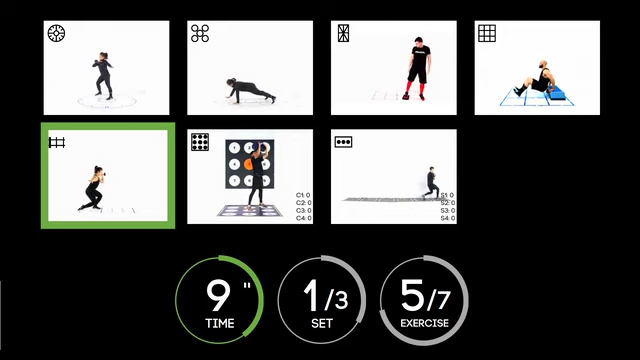 C1: 0
C2: 0
C3: 0
C4: 0
S1: 0
S2: 0
S3: 0
S4: 0
9"
TIME
1/3
SET
5/7
EXERCISE